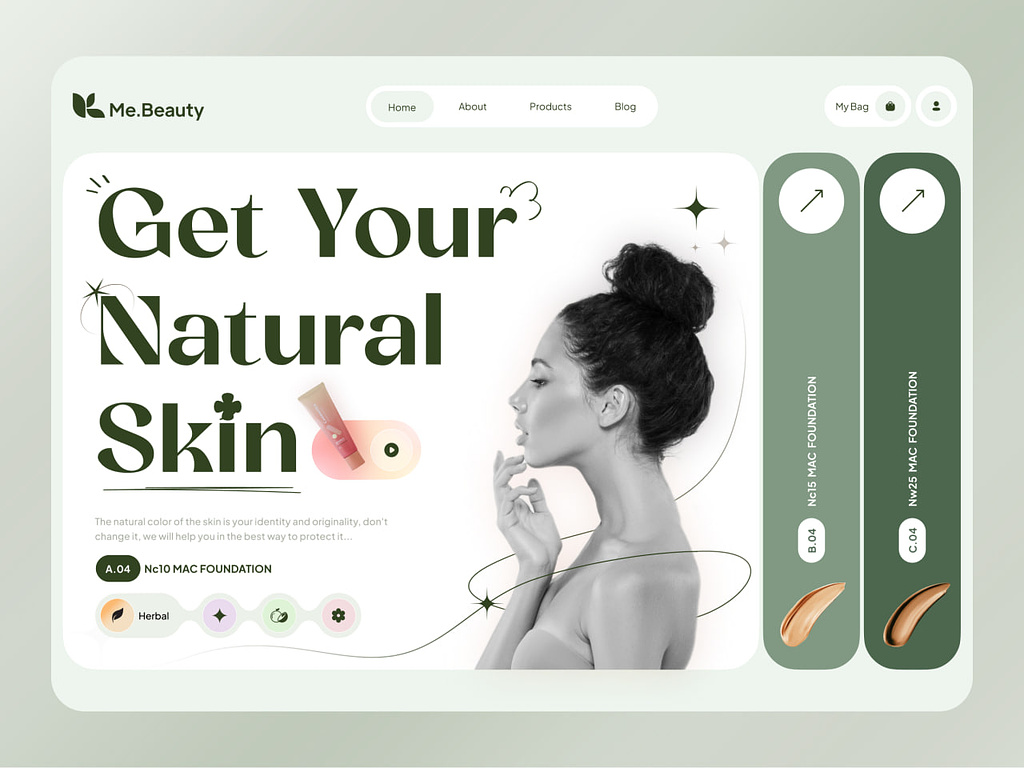 Me.Beauty
Home
About
Products
Blog
My Bag
Get Your
Natural
Skin
The natural color of the skin is your identity and originality, don't
change it, we will help you in the best way to protect it...
A.04
Nc10 MAC FOUNDATION
Herbal
Nc15 MAC FOUNDATION
B.04
Nw25 MAC FOUNDATION
C.04